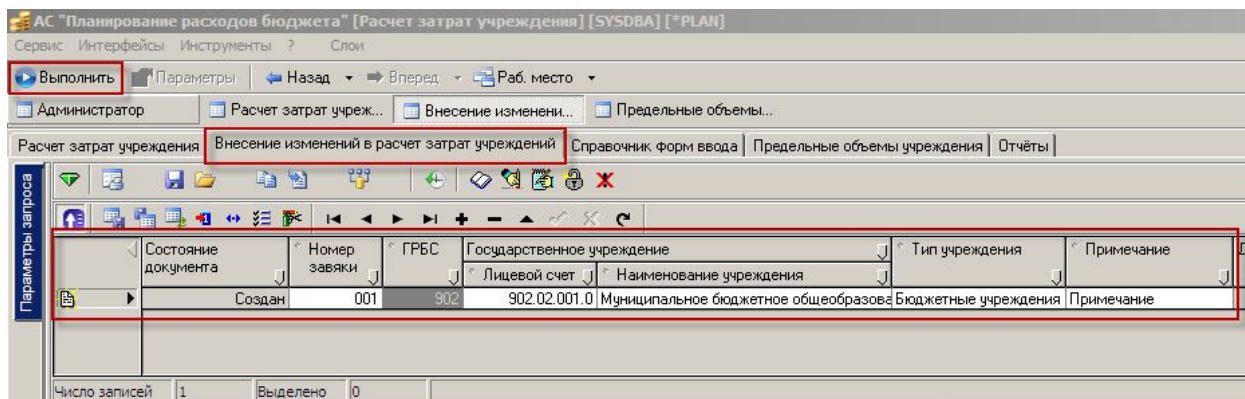 АС "Планирование расходов бюджета" [Расчет затрат учреждения] [SYSDBA] [*PLAN]
Сервис Интерфейсы Инструменты ? Слои
Выполнить Параметры Назад Вперед Раб. место
Администратор Расчет затрат учреж... Внесение изменени... Предельные объемы...
Расчет затрат учреждения Внесение изменений в расчет затрат учреждений Справочник форм ввода Предельные объемы учреждения Отчёты
Параметры запроса
Состояние документа Номер завяки ГРБС Государственное учреждение Тип учреждения Примечание
Лицевой счет Наименование учреждения
Создан 001 902 902.02.001.0 Муниципальное бюджетное общеобразова Бюджетные учреждения Примечание
Число записей 1 Выделено 0